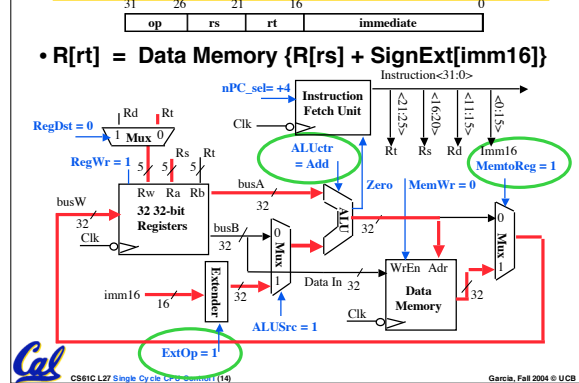 31 26 21 16 0
op rs rt immediate
• R[rt] = Data Memory {R[rs] + SignExt[imm16]}
Instruction<31:0>
nPC_sel= +4
Instruction
Fetch Unit
Clk
<21:25>
<16:20>
<11:15>
<0:15>
Rt Rs Rd Imm16
Rd Rt
RegDst = 0
1 Mux 0
RegWr = 1
5 5 5
Rs Rt
ALUctr
= Add
MemtoReg = 1
Zero
MemWr = 0
busA
32
Rw Ra Rb
32 32-bit
Registers
busW
32
Clk
busB
32
ALU
32
0
Mux
1
0
Mux
1
WrEn Adr
Data
Memory
Data In 32
32
Clk
imm16
16
Extender
32
ALUSrc = 1
ExtOp = 1
Cal
CS61C L27 Single Cycle CPU Control (14)
Garcia, Fall 2004 © UCB